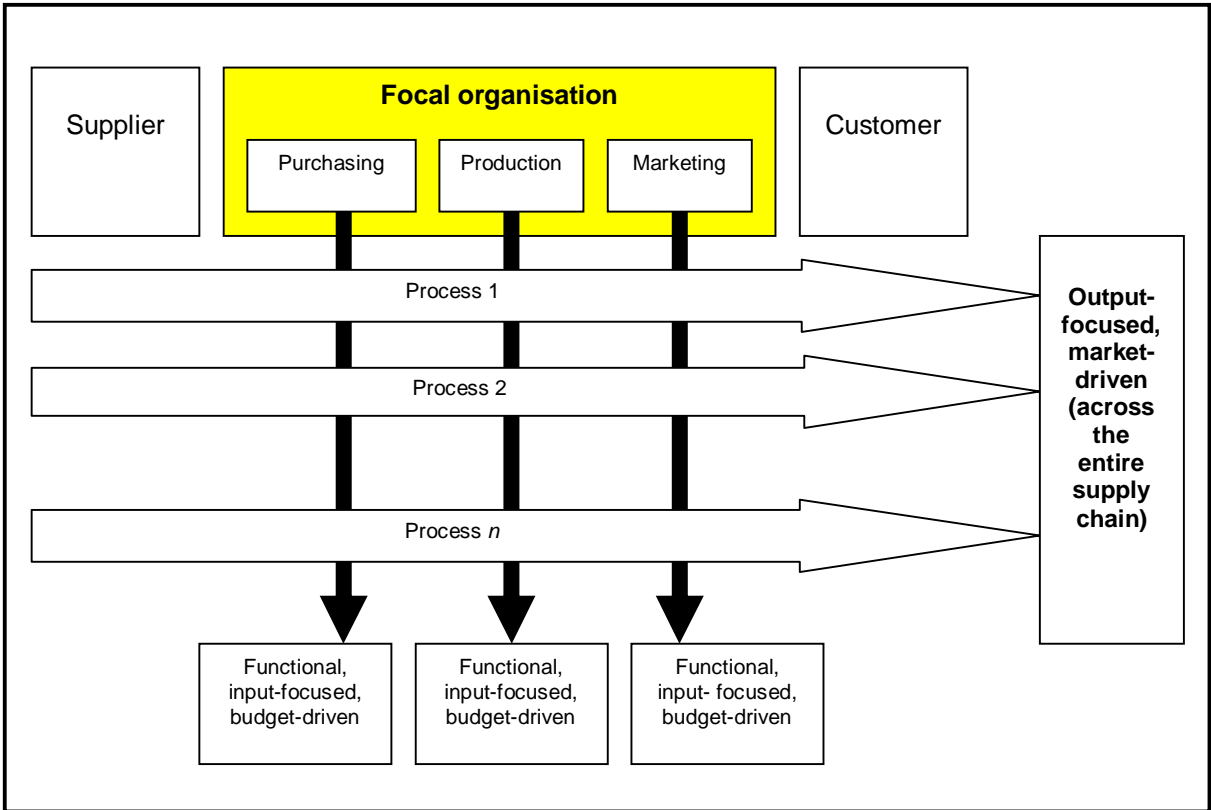 Supplier
Focal organisation
Customer
Purchasing
Production
Marketing
Process 1
Process 2
Process n
Output-
focused,
market-
driven
(across
the
entire
supply
chain)
Functional,
input-focused,
budget-driven
Functional,
input-focused,
budget-driven
Functional,
input- focused,
budget-driven